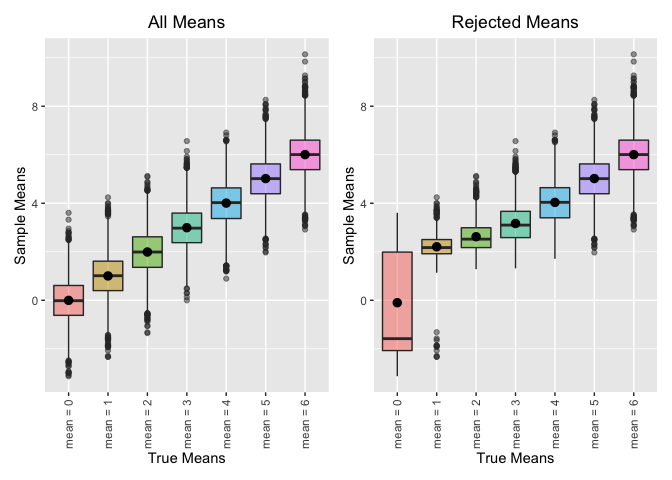 All Means
Sample Means
8
4
0
mean = 0
mean = 1
mean = 2
mean = 3
mean = 4
mean = 5
mean = 6
True Means
Rejected Means
Sample Means
8
4
0
mean = 0
mean = 1
mean = 2
mean = 3
mean = 4
mean = 5
mean = 6
True Means